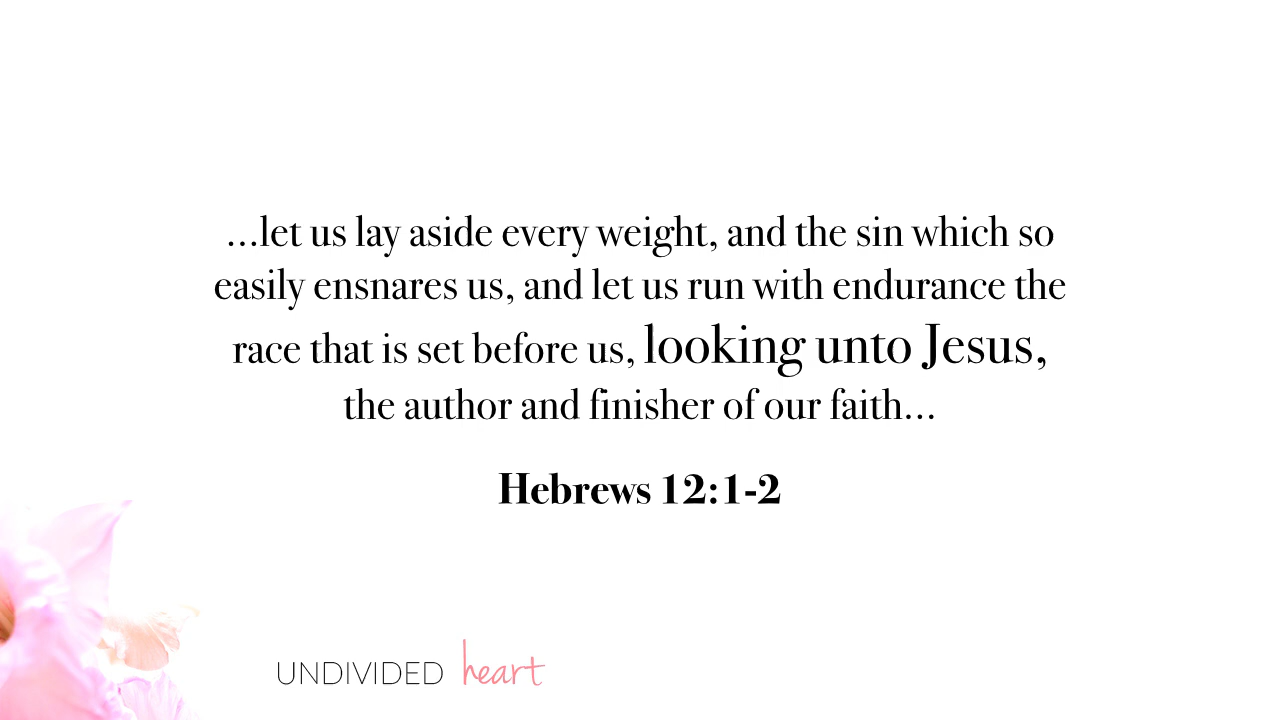 ...let us lay aside every weight, and the sin which so
easily ensnares us, and let us run with endurance the
race that is set before us, looking unto Jesus,
the author and finisher of our faith...
Hebrews 12:1-2
UNDIVIDED heart